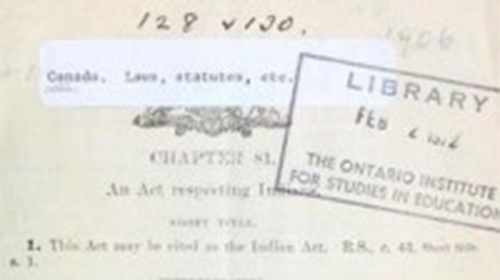 128 v 130.
1906
Canada. Laws, statutes, etc.
LIBRARY
FEB
THE ONTARIO INSTITUTE
FOR STUDIES IN EDUCATION
CHAPTER 81.
An Act respecting
SHORT TITLE.
1. This Act may be cited as the Indian Act. R.S., c. 43, Short title.
s. 1.